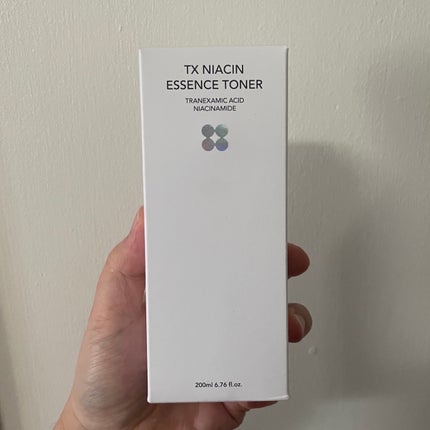 TX NIACIN
ESSENCE TONER
TRANEXAMIC ACID
NIACINAMIDE
200ml 6.76 fl.oz.